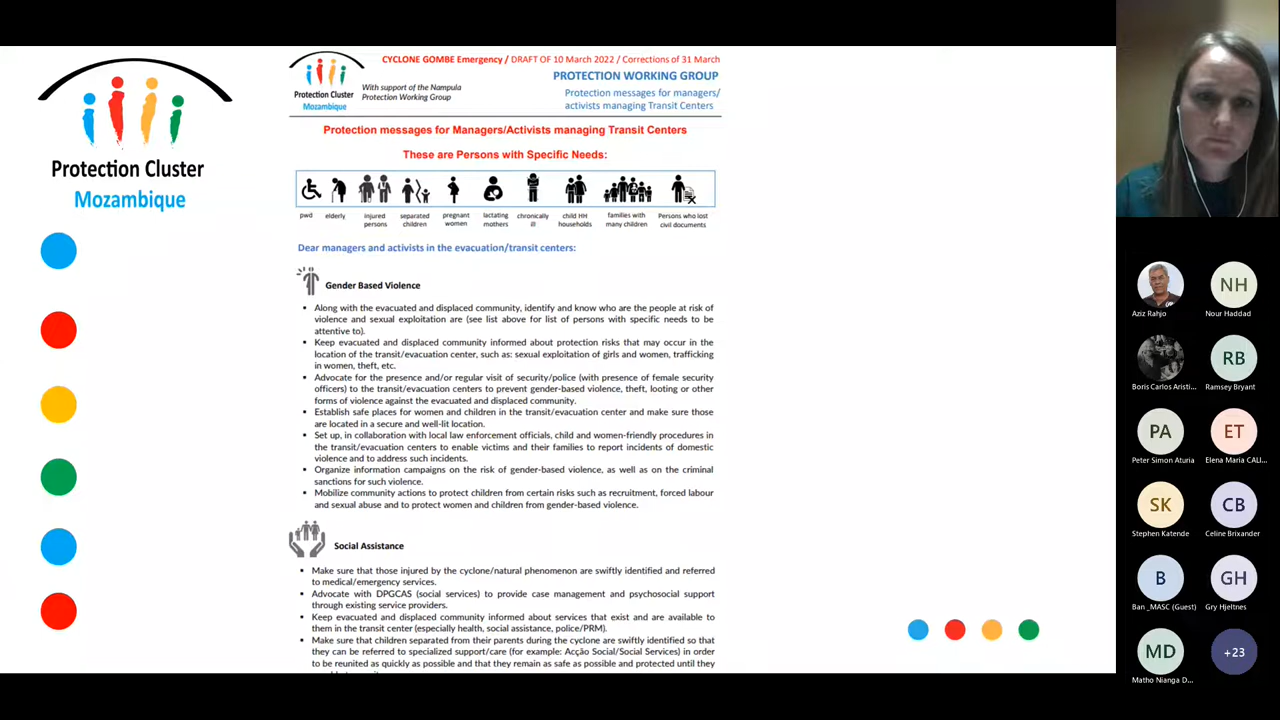 Protection Cluster
Mozambique
Protection Cluster
Mozambique
With support of the Nampula
Protection Working Group
CYCLONE GOMBE Emergency / DRAFT OF 10 March 2022 / Corrections of 31 March
PROTECTION WORKING GROUP
Protection messages for managers/
activists managing Transit Centers
Protection messages for Managers/Activists managing Transit Centers
These are Persons with Specific Needs:
pwd
elderly
injured
persons
separated
children
pregnant
women
lactating
mothers
chronically
ill
child HH
households
families with
many children
Persons who lost
civil documents
Dear managers and activists in the evacuation/transit centers:
Gender Based Violence
• Along with the evacuated and displaced community, identify and know who are the people at risk of
violence and sexual exploitation are (see list above for list of persons with specific needs to be
attentive to).
• Keep evacuated and displaced community informed about protection risks that may occur in the
location of the transit/evacuation center, such as: sexual exploitation of girls and women, trafficking
in women, theft, etc.
• Advocate for the presence and/or regular visit of security/police (with presence of female security
officers) to the transit/evacuation centers to prevent gender-based violence, theft, looting or other
forms of violence against the evacuated and displaced community.
• Establish safe places for women and children in the transit/evacuation center and make sure those
are located in a secure and well-lit location.
• Set up, in collaboration with local law enforcement officials, child and women-friendly procedures in
the transit/evacuation centers to enable victims and their families to report incidents of domestic
violence and to address such incidents.
• Organize information campaigns on the risk of gender-based violence, as well as on the criminal
sanctions for such violence.
• Mobilize community actions to protect children from certain risks such as recruitment, forced labour
and sexual abuse and to protect women and children from gender-based violence.
Social Assistance
• Make sure that those injured by the cyclone/natural phenomenon are swiftly identified and referred
to medical/emergency services.
• Advocate with DPGCAS (social services) to provide case management and psychosocial support
through existing service providers.
• Keep evacuated and displaced community informed about services that exist and are available to
them in the transit center (especially health, social assistance, police/PRM).
• Make sure that children separated from their parents during the cyclone are swiftly identified so that
they can be referred to specialized support/care (for example: Acção Social/Social Services) in order
to be reunited as quickly as possible and that they remain as safe as possible and protected until they
Aziz Rahjo
NH
Nour Haddad
Boris Carlos Aristi...
RB
Ramsey Bryant
PA
Peter Simon Aturia
ET
Elena Maria CALI...
SK
Stephen Katende
CB
Celine Brixander
B
Ban _MASC (Guest)
GH
Gry Hjeltnes
MD
Matho Nianga D...
+23